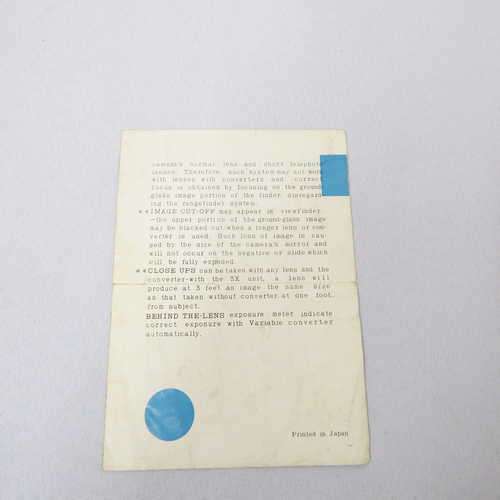 camera's normal lens and short telephoto
lenses. Therefore, such system may not work
with lenses with converters and correct
focus is obtained by focusing on the ground-
glass image portion of the finder disregard-
ing the rangefinder system.
**IMAGE CUT-OFF may appear in viewfinder
—the upper portion of the ground-glass image
may be blacked out when a longer lens or con-
verter is used. Such loss of image is cau-
sed by the size of the camera's mirror and
will not occur on the negative or slide which
will be fully exposed.
**CLOSE UPS can be taken with any lens and the
converter-with the 3X unit, a lens will
produce at 3 feet an image the same size
as that taken without converter at one foot.
from subject.
BEHIND THE-LENS exposure meter indicate
correct exposure with Variable converter
automatically.
Printed in Japan